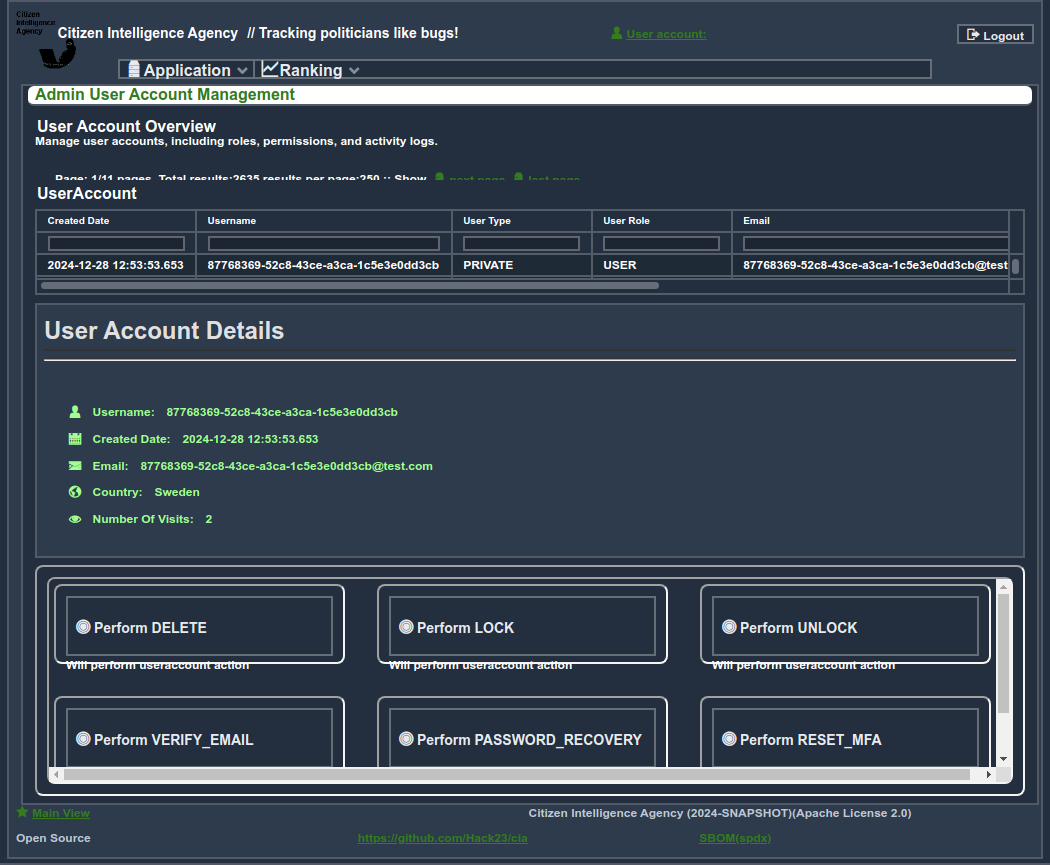 Citizen
Intelligence
Agency
Citizen Intelligence Agency // Tracking politicians like bugs!
User account:
Logout
Application
Ranking
Admin User Account Management
User Account Overview
Manage user accounts, including roles, permissions, and activity logs.
Page: 1/11 pages. Total results:2635 results per page:250 :: Show next page last page
UserAccount
Created Date Username User Type User Role Email
2024-12-28 12:53:53.653 87768369-52c8-43ce-a3ca-1c5e3e0dd3cb PRIVATE USER 87768369-52c8-43ce-a3ca-1c5e3e0dd3cb@test
User Account Details
Username: 87768369-52c8-43ce-a3ca-1c5e3e0dd3cb
Created Date: 2024-12-28 12:53:53.653
Email: 87768369-52c8-43ce-a3ca-1c5e3e0dd3cb@test.com
Country: Sweden
Number Of Visits: 2
Perform DELETE
Will perform useraccount action
Perform LOCK
Will perform useraccount action
Perform UNLOCK
Will perform useraccount action
Perform VERIFY_EMAIL
Perform PASSWORD_RECOVERY
Perform RESET_MFA
Main View
Citizen Intelligence Agency (2024-SNAPSHOT)(Apache License 2.0)
Open Source
https://github.com/Hack23/cia
SBOM(spdx)